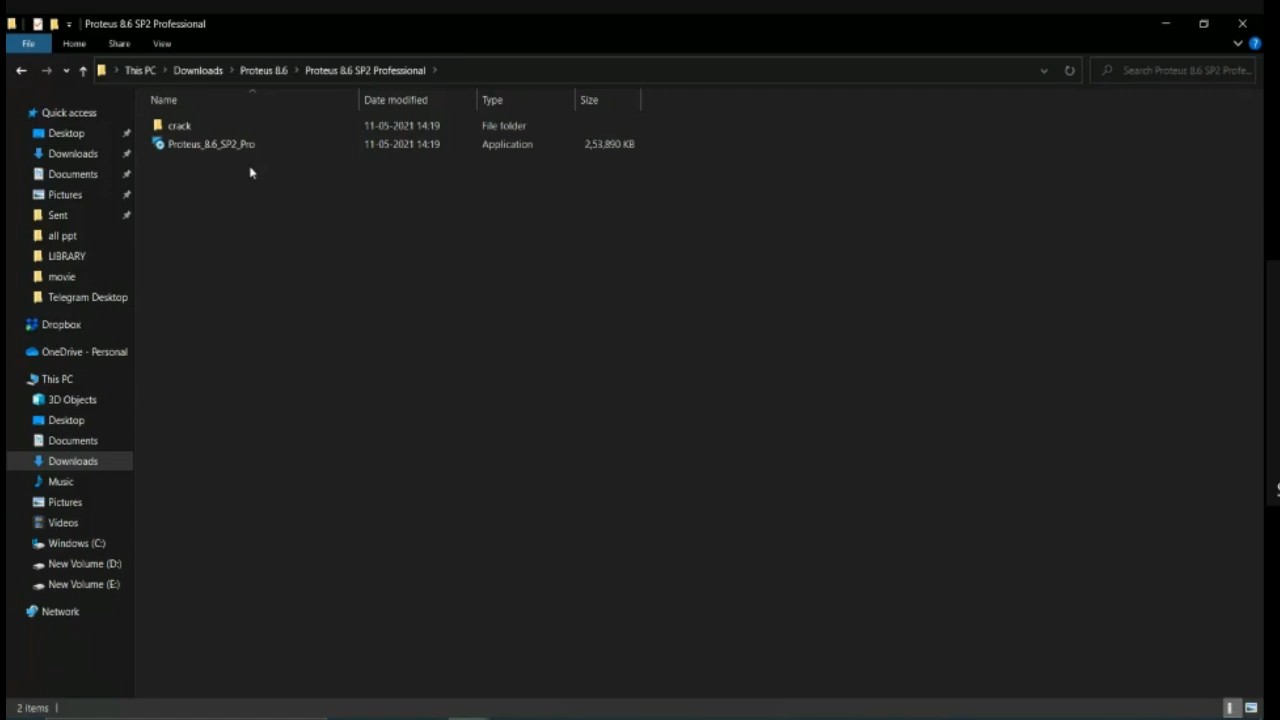 Proteus 8.6 SP2 Professional
File Home Share View
This PC Downloads Proteus 8.6 Proteus 8.6 SP2 Professional Search Proteus 8.6 SP2 Profe...
Name Date modified Type Size
crack 11-05-2021 14:19 File folder
Proteus_8.6_SP2_Pro 11-05-2021 14:19 Application 2,53,890 KB
Quick access
Desktop
Downloads
Documents
Pictures
Sent
all ppt
LIBRARY
movie
Telegram Desktop
Dropbox
OneDrive - Personal
This PC
3D Objects
Desktop
Documents
Downloads
Music
Pictures
Videos
Windows (C:)
New Volume (D:)
New Volume (E:)
Network
2 items